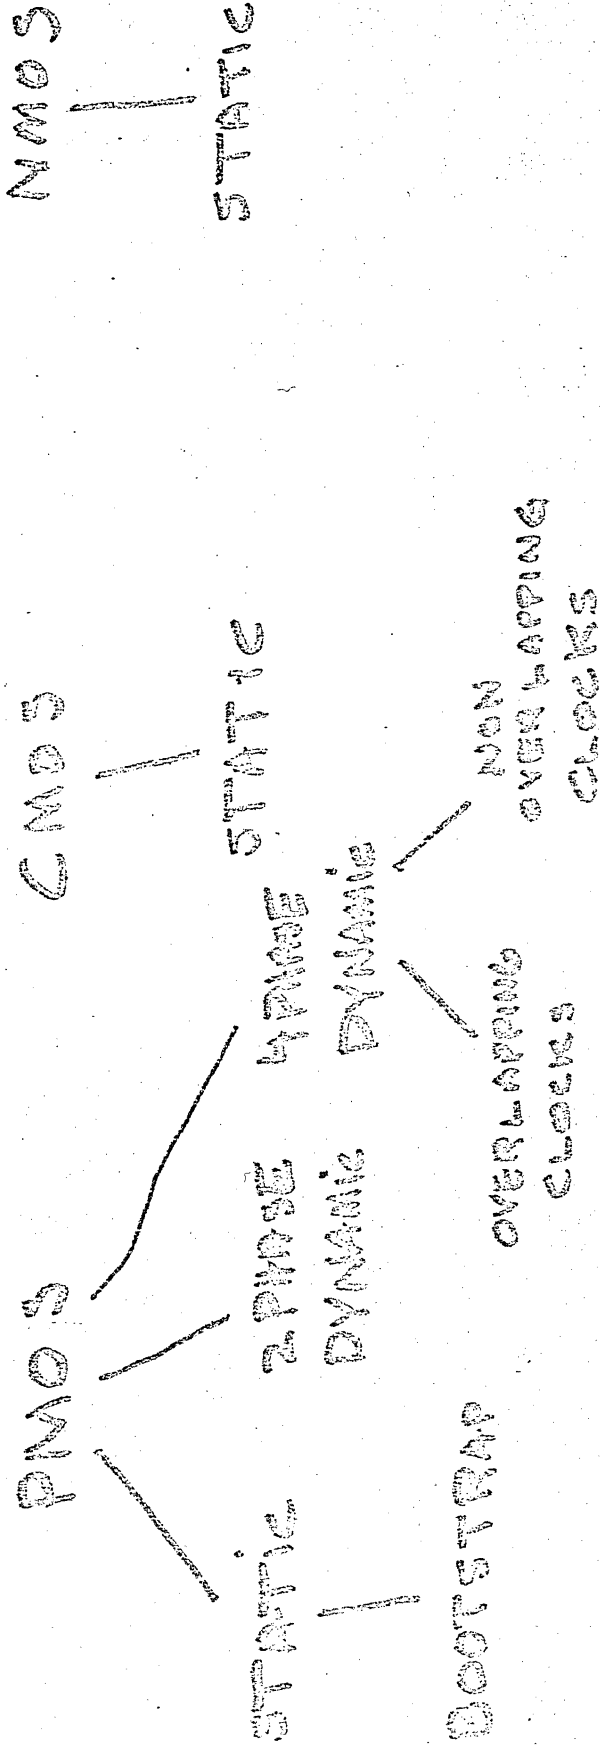 PMOS
CMOS
NMOS
STATIC
2 PHASE
DYNAMIC
4 PHASE
DYNAMIC
STATIC
STATIC
BOOTSTRAP
OVERLAPPING
CLOCKS
NON
OVERLAPPING
CLOCKS